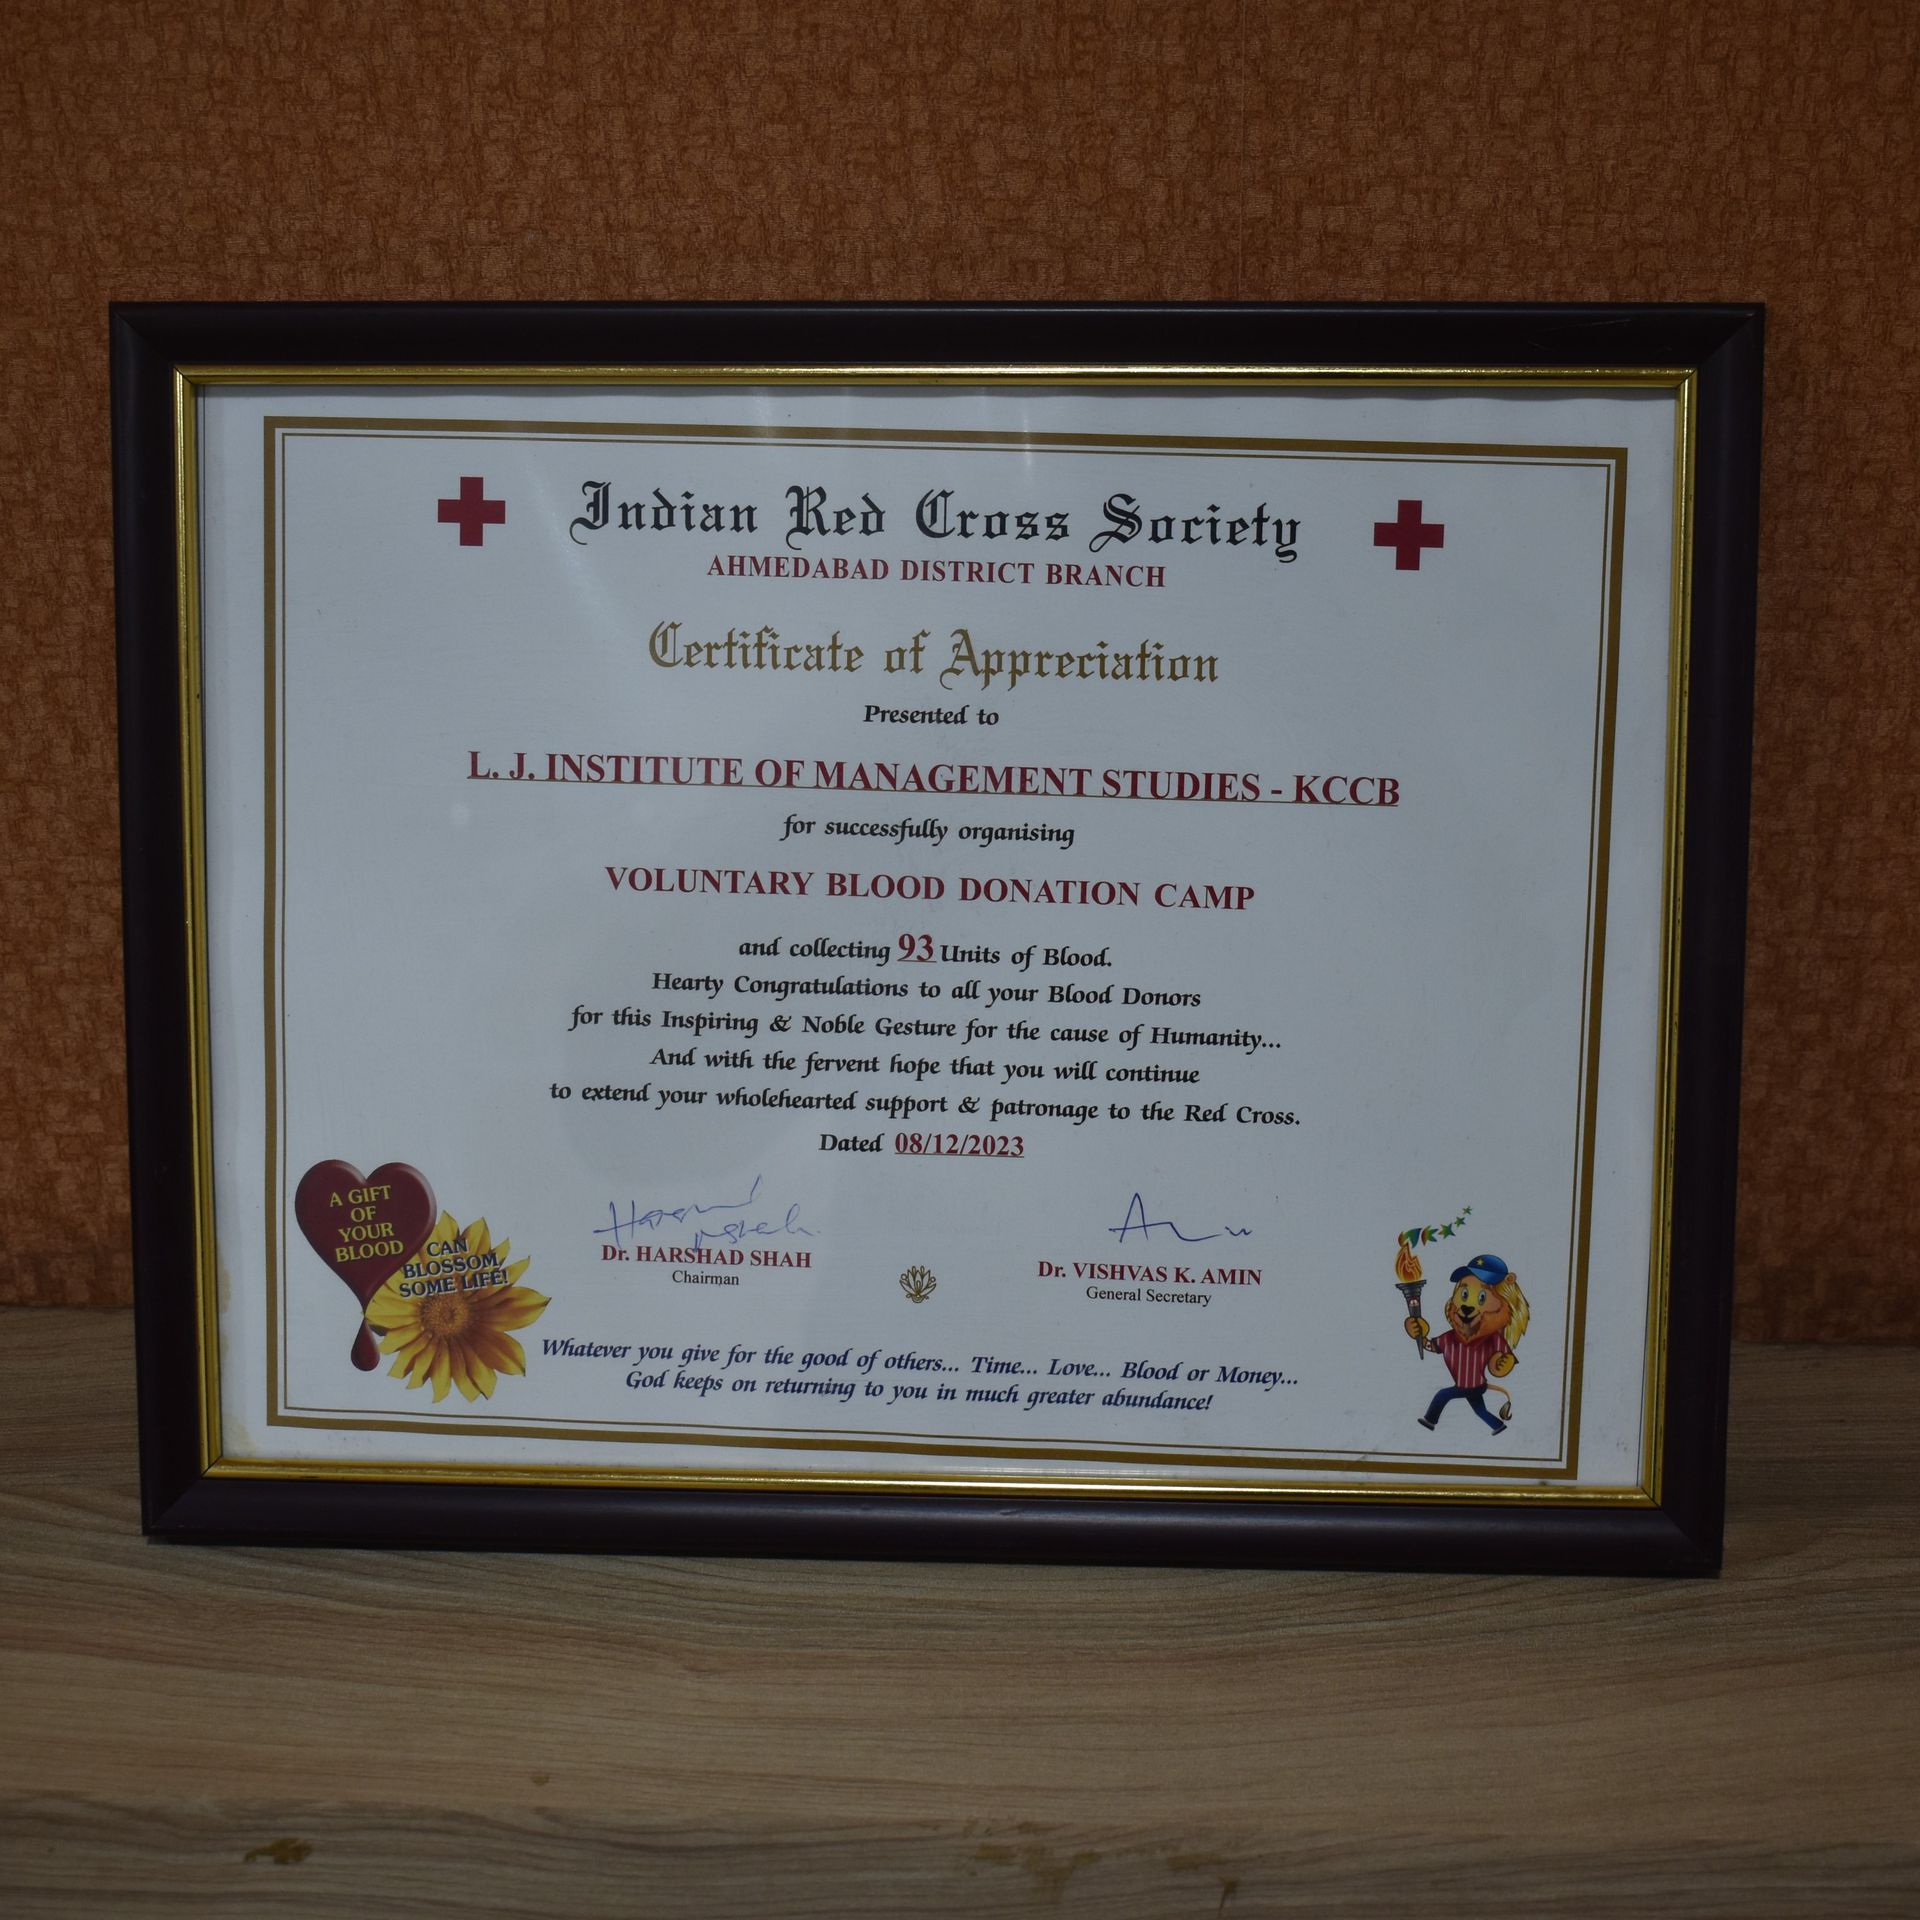 Indian Red Cross Society
AHMEDABAD DISTRICT BRANCH
Certificate of Appreciation
Presented to
L. J. INSTITUTE OF MANAGEMENT STUDIES - KCCB
for successfully organising
VOLUNTARY BLOOD DONATION CAMP
and collecting 93 Units of Blood.
Hearty Congratulations to all your Blood Donors
for this Inspiring & Noble Gesture for the cause of Humanity...
And with the fervent hope that you will continue
to extend your wholehearted support & patronage to the Red Cross.
Dated 08/12/2023
A GIFT
OF
YOUR
BLOOD
CAN
BLOSSOM
SOME LIFE!
Harshad
Shah
Dr. HARSHAD SHAH
Chairman
Dr. VISHVAS K. AMIN
General Secretary
Whatever you give for the good of others... Time... Love... Blood or Money...
God keeps on returning to you in much greater abundance!